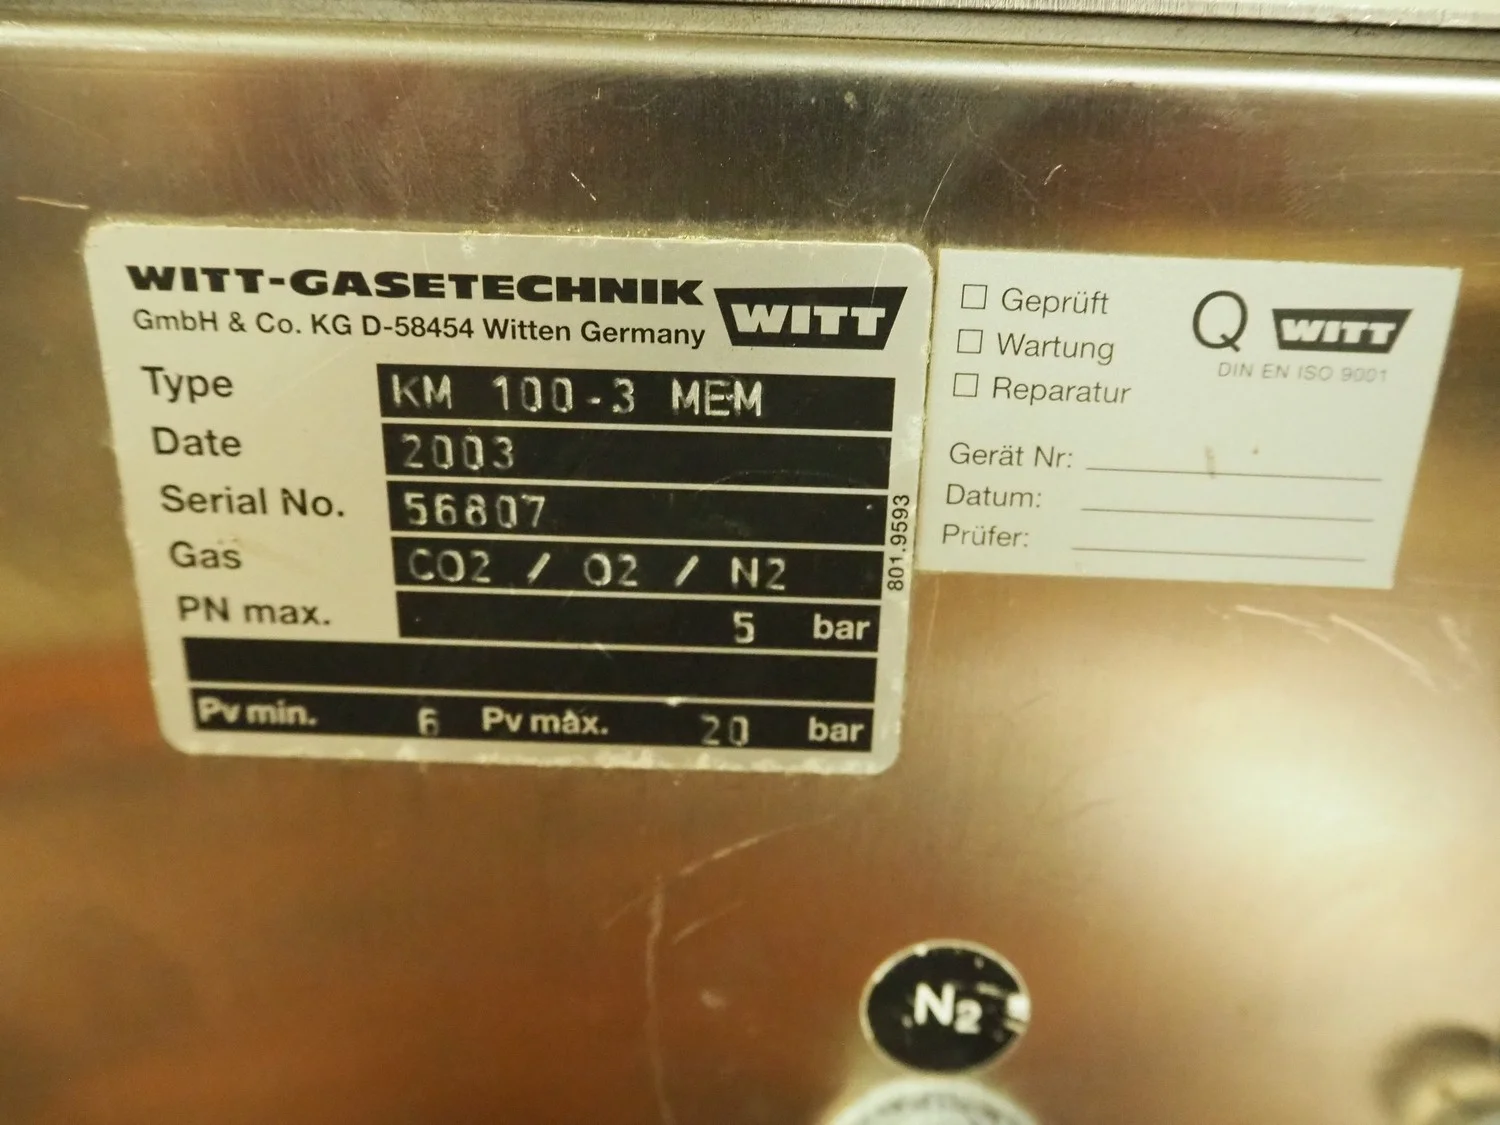 WITT-GASETECHNIK
GmbH & Co. KG D-58454 Witten Germany
WITT
Type KM 100-3 MEM
Date 2003
Serial No. 56807
Gas CO2 / O2 / N2
PN max. 5 bar
Pv min. 6 Pv max. 20 bar
801.9593
Geprüft
Wartung
Reparatur
Q WITT
DIN EN ISO 9001
Gerät Nr:
Datum:
Prüfer:
N2